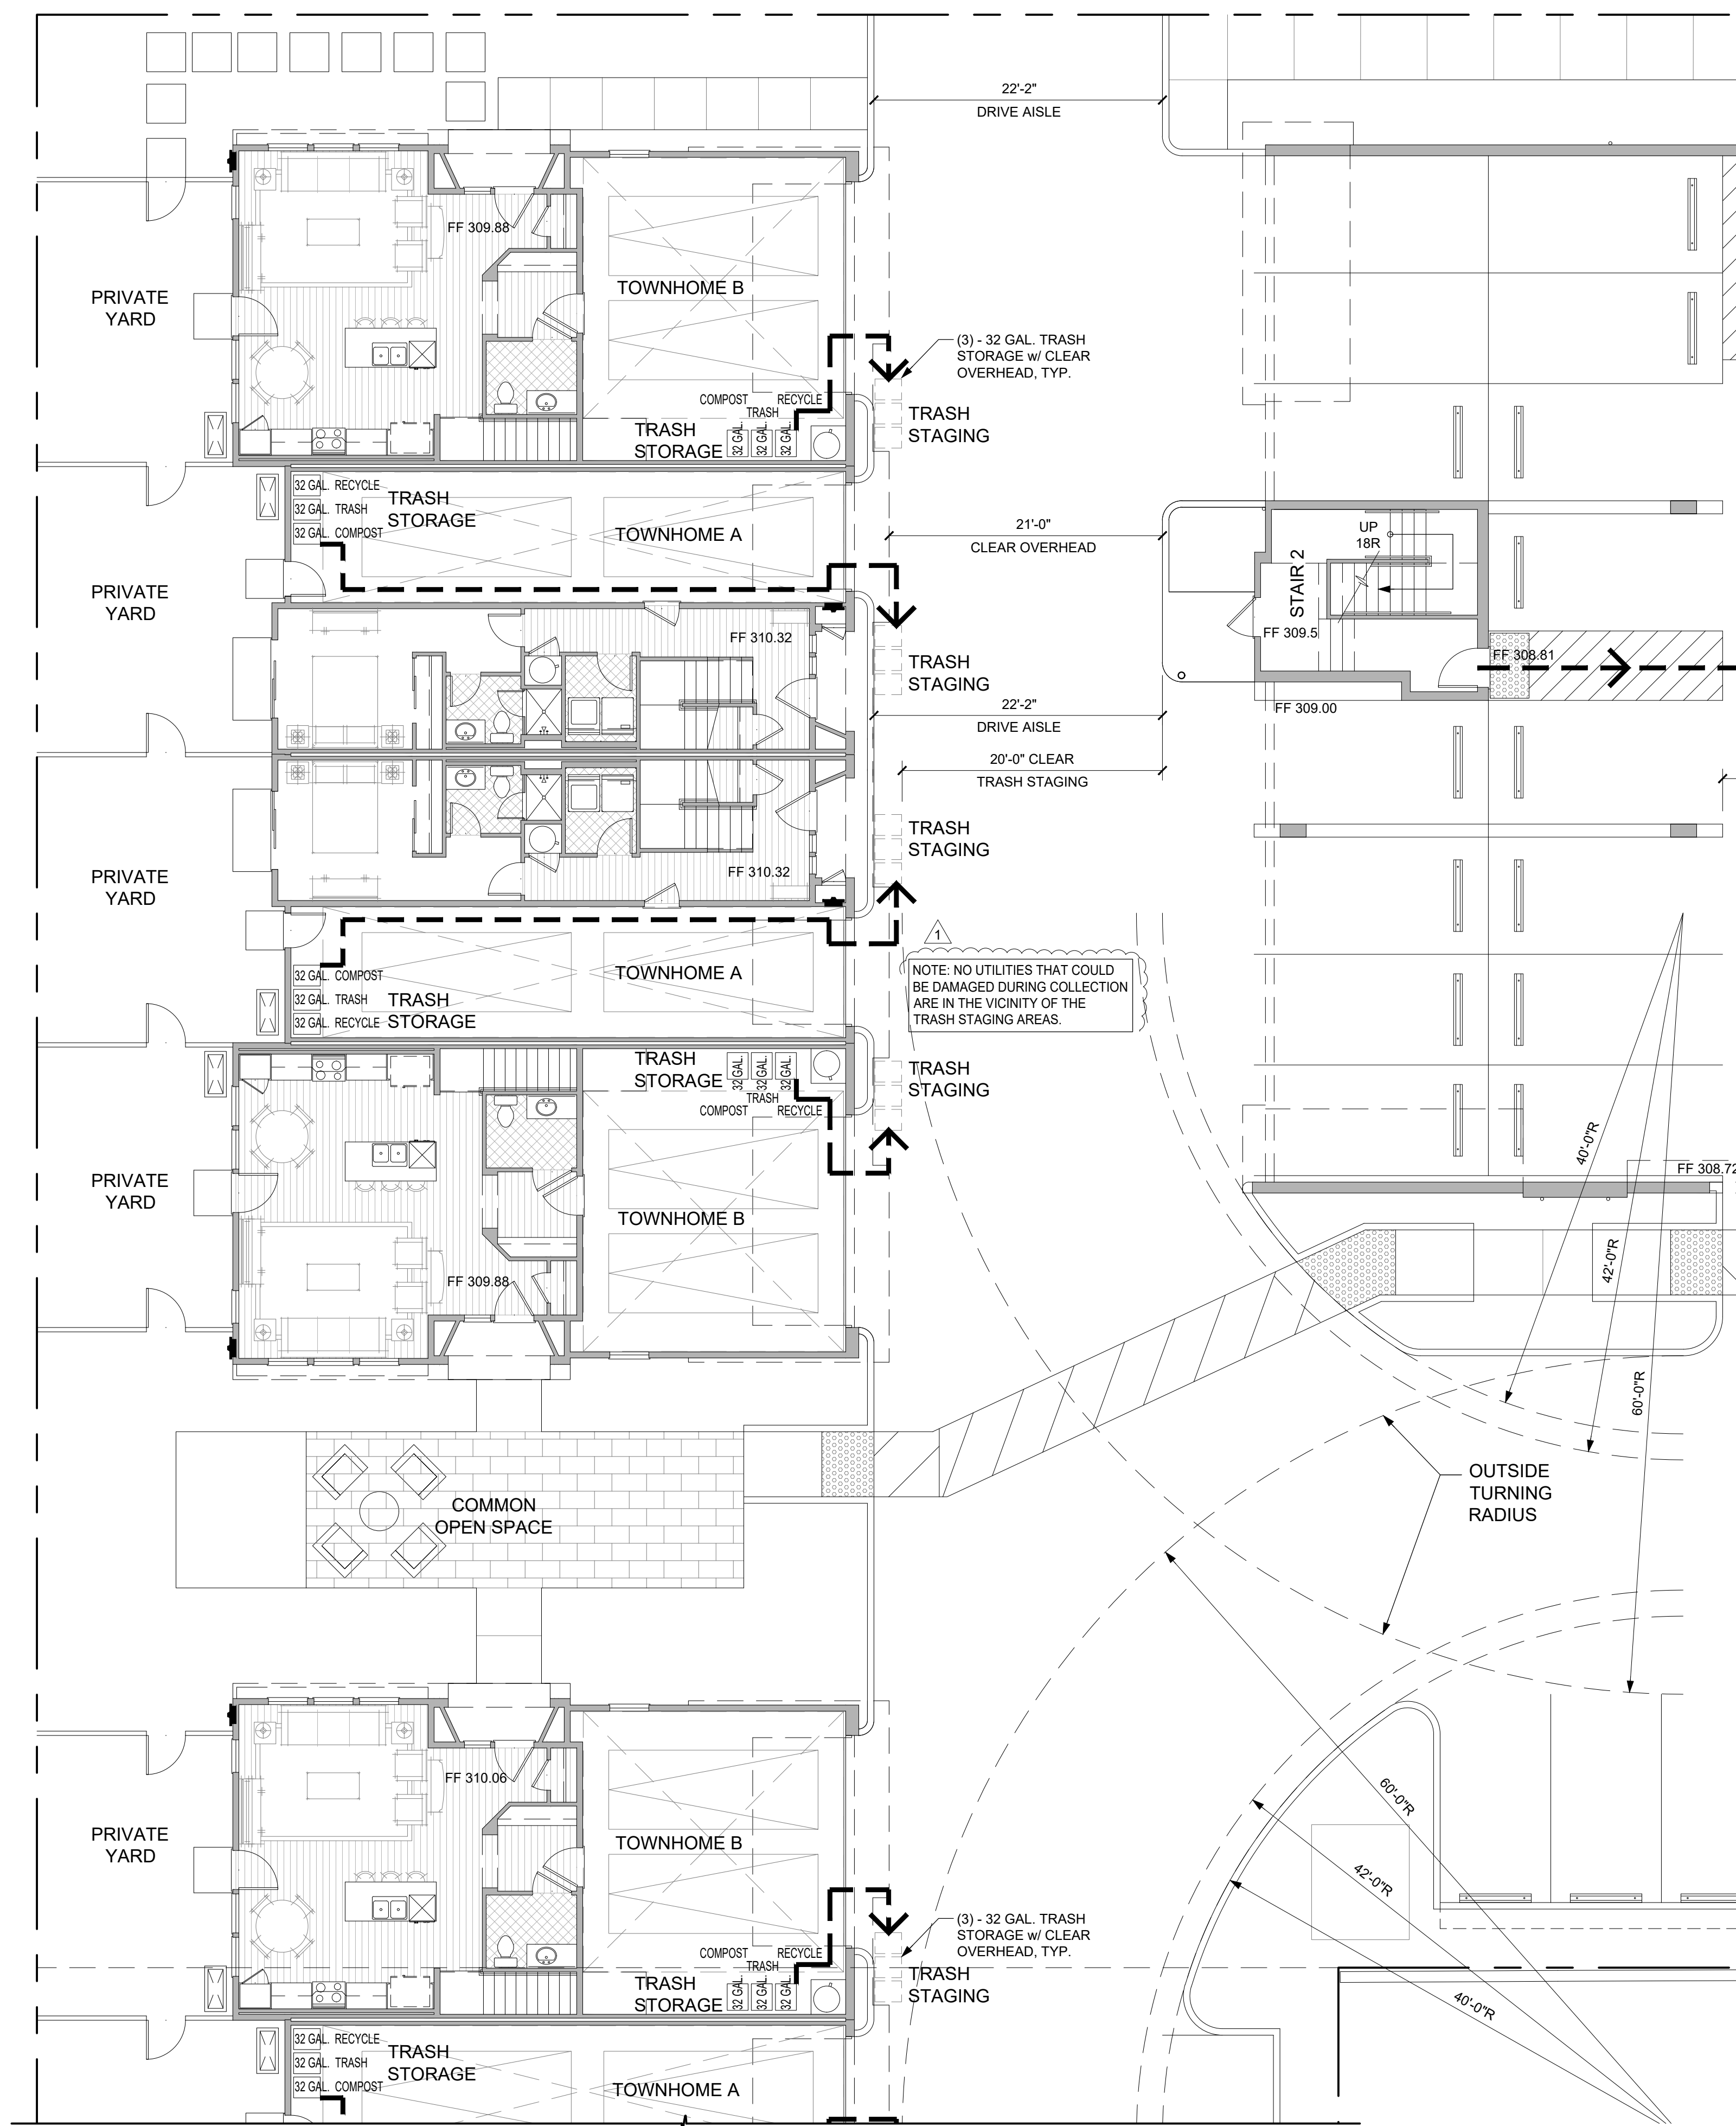 22'-2"
DRIVE AISLE
FF 309.88
TOWNHOME B
PRIVATE
YARD
(3) - 32 GAL. TRASH
STORAGE w/ CLEAR
OVERHEAD, TYP.
COMPOST
RECYCLE
TRASH
TRASH
STORAGE
32 GAL.
32 GAL.
32 GAL.
TRASH
STAGING
32 GAL. RECYCLE
32 GAL. TRASH
32 GAL. COMPOST
TRASH
STORAGE
TOWNHOME A
21'-0"
CLEAR OVERHEAD
UP
18R
STAIR 2
PRIVATE
YARD
FF 309.5
FF 310.32
FF 308.81
TRASH
STAGING
22'-2"
DRIVE AISLE
FF 309.00
20'-0" CLEAR
TRASH STAGING
TRASH
STAGING
PRIVATE
YARD
FF 310.32
1
NOTE: NO UTILITIES THAT COULD
BE DAMAGED DURING COLLECTION
ARE IN THE VICINITY OF THE
TRASH STAGING AREAS.
TOWNHOME A
32 GAL. COMPOST
32 GAL. TRASH
32 GAL. RECYCLE
TRASH
STORAGE
TRASH
STORAGE
32 GAL.
32 GAL.
32 GAL.
TRASH
COMPOST
RECYCLE
TRASH
STAGING
40'-0"R
FF 308.72
PRIVATE
YARD
TOWNHOME B
42'-0"R
FF 309.88
60'-0"R
COMMON
OPEN SPACE
OUTSIDE
TURNING
RADIUS
FF 310.06
60'-0"R
PRIVATE
YARD
TOWNHOME B
42'-0"R
(3) - 32 GAL. TRASH
STORAGE w/ CLEAR
OVERHEAD, TYP.
COMPOST
RECYCLE
TRASH
TRASH
STORAGE
32 GAL.
32 GAL.
32 GAL.
TRASH
STAGING
40'-0"R
32 GAL. RECYCLE
32 GAL. TRASH
32 GAL. COMPOST
TRASH
STORAGE
TOWNHOME A